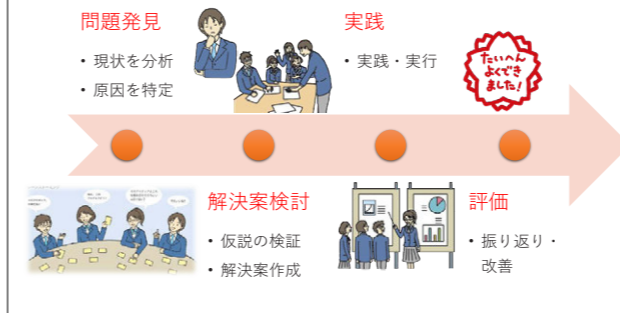 問題発見
• 現状を分析
• 原因を特定
実践
• 実践・実行
たいへん
よくでき
ました!
解決案検討
• 仮説の検証
• 解決案作成
評価
• 振り返り・
改善